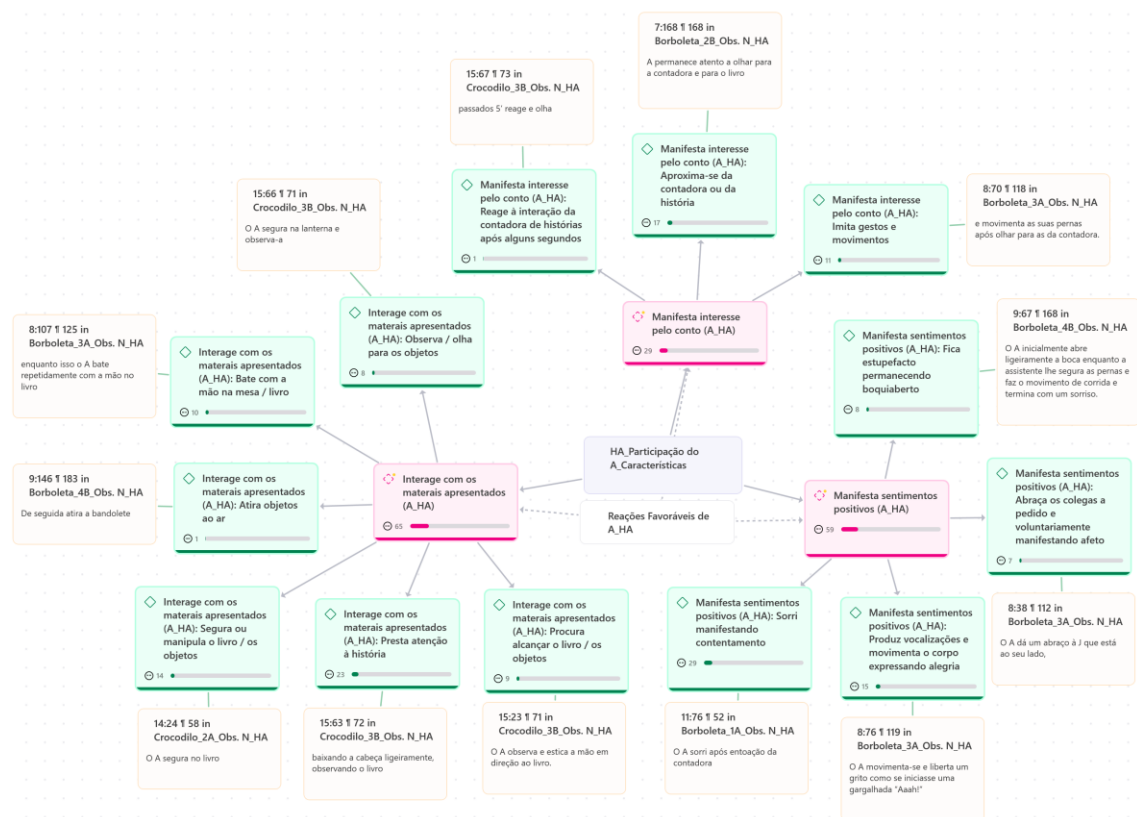 7:168 ¶ 168 in
Borboleta_2B_Obs. N_HA
A permanece atento a olhar para
a contadora e para o livro
15:67 ¶ 73 in
Crocodilo_3B_Obs. N_HA
passados 5' reage e olha
Manifesta interesse
pelo conto (A_HA):
Aproxima-se da
contadora ou da
história
17
Manifesta interesse
pelo conto (A_HA):
Reage à interação da
contadora de histórias
após alguns segundos
1
Manifesta interesse
pelo conto (A_HA):
Imita gestos e
movimentos
11
8:70 ¶ 118 in
Borboleta_3A_Obs. N_HA
e movimenta as suas pernas
após olhar para as da contadora.
15:66 ¶ 71 in
Crocodilo_3B_Obs. N_HA
O A segura na lanterna e
observa-a
Interage com os
materais apresentados
(A_HA): Observa / olha
para os objetos
8
Manifesta interesse
pelo conto (A_HA)
29
9:67 ¶ 168 in
Borboleta_4B_Obs. N_HA
O A inicialmente abre
ligeiramente a boca enquanto a
assistente lhe segura as pernas e
faz o movimento de corrida e
termina com um sorriso.
8:107 ¶ 125 in
Borboleta_3A_Obs. N_HA
enquanto isso o A bate
repetidamente com a mão no
livro
Interage com os
materais apresentados
(A_HA): Bate com a
mão na mesa / livro
10
Manifesta sentimentos
positivos (A_HA): Fica
estupefacto
permanecendo
boquiaberto
8
HA_Participação do
A_Características
9:146 ¶ 183 in
Borboleta_4B_Obs. N_HA
De seguida atira a bandolete
Interage com os
materais apresentados
(A_HA): Atira objetos
ao ar
1
Interage com os
materais apresentados
(A_HA)
65
Reações Favoráveis de
A_HA
Manifesta sentimentos
positivos (A_HA)
59
Manifesta sentimentos
positivos (A_HA):
Abraça os colegas a
pedido e
voluntariamente
manifestando afeto
7
Interage com os
materais apresentados
(A_HA): Segura ou
manipula o livro / os
objetos
14
Interage com os
materais apresentados
(A_HA): Presta atenção
à história
23
Interage com os
materais apresentados
(A_HA): Procura
alcançar o livro / os
objetos
9
Manifesta sentimentos
positivos (A_HA): Sorri
manifestando
contentamento
29
Manifesta sentimentos
positivos (A_HA):
Produz vocalizações e
movimenta o corpo
expressando alegria
15
8:38 ¶ 112 in
Borboleta_3A_Obs. N_HA
O A dá um abraço à J que está
ao seu lado,
14:24 ¶ 58 in
Crocodilo_2A_Obs. N_HA
O A segura no livro
15:63 ¶ 72 in
Crocodilo_3B_Obs. N_HA
baixando a cabeça ligeiramente,
observando o livro
15:23 ¶ 71 in
Crocodilo_3B_Obs. N_HA
O A observa e estica a mão em
direção ao livro.
11:76 ¶ 52 in
Borboleta_1A_Obs. N_HA
O A sorri após entoação da
contadora
8:76 ¶ 119 in
Borboleta_3A_Obs. N_HA
O A movimenta-se e liberta um
grito como se iniciasse uma
gargalhada "Aaah!"